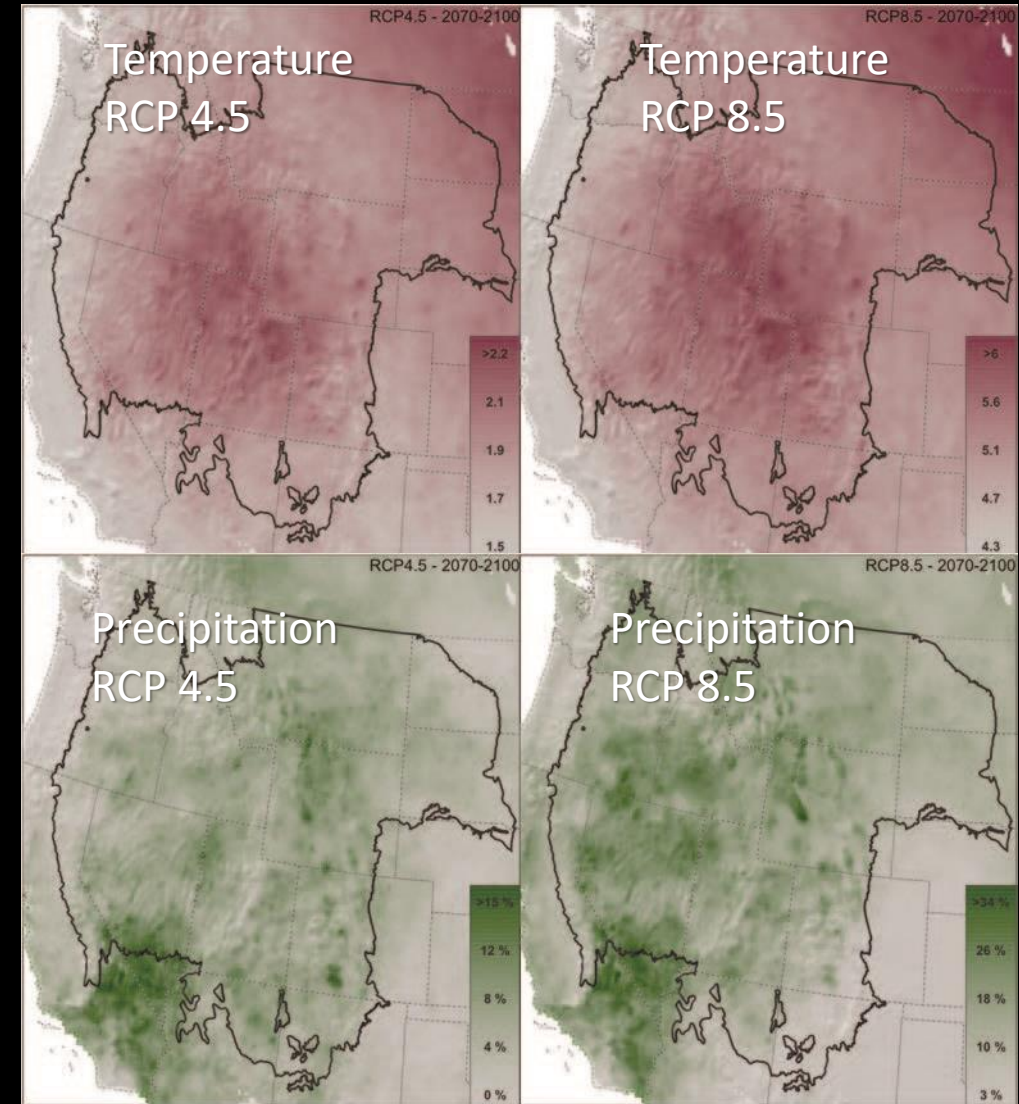 RCP4.5 - 2070-2100
Temperature
RCP 4.5
>2.2
2.1
1.9
1.7
1.5
RCP8.5 - 2070-2100
Temperature
RCP 8.5
>6
5.6
5.1
4.7
4.3
RCP4.5 - 2070-2100
Precipitation
RCP 4.5
>15 %
12 %
8 %
4 %
0 %
RCP8.5 - 2070-2100
Precipitation
RCP 8.5
>34 %
26 %
18 %
10 %
3 %